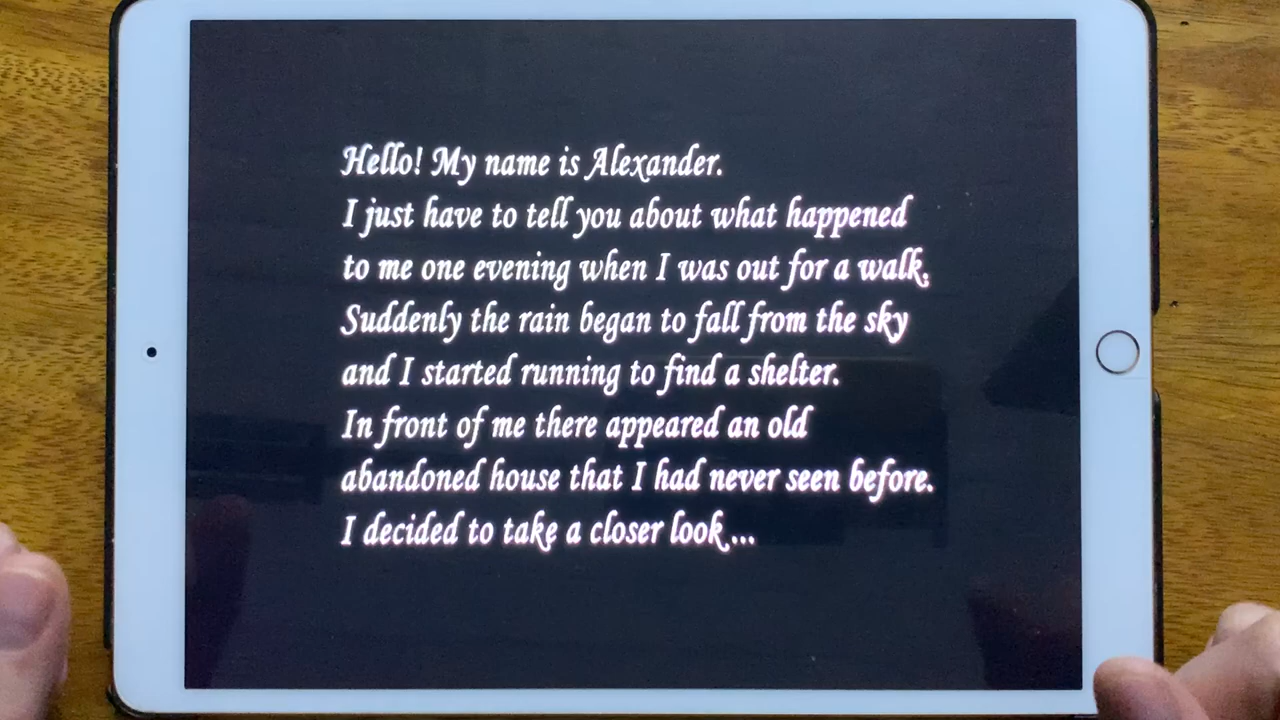 Hello! My name is Alexander.
I just have to tell you about what happened
to me one evening when I was out for a walk.
Suddenly the rain began to fall from the sky
and I started running to find a shelter.
In front of me there appeared an old
abandoned house that I had never seen before.
I decided to take a closer look...